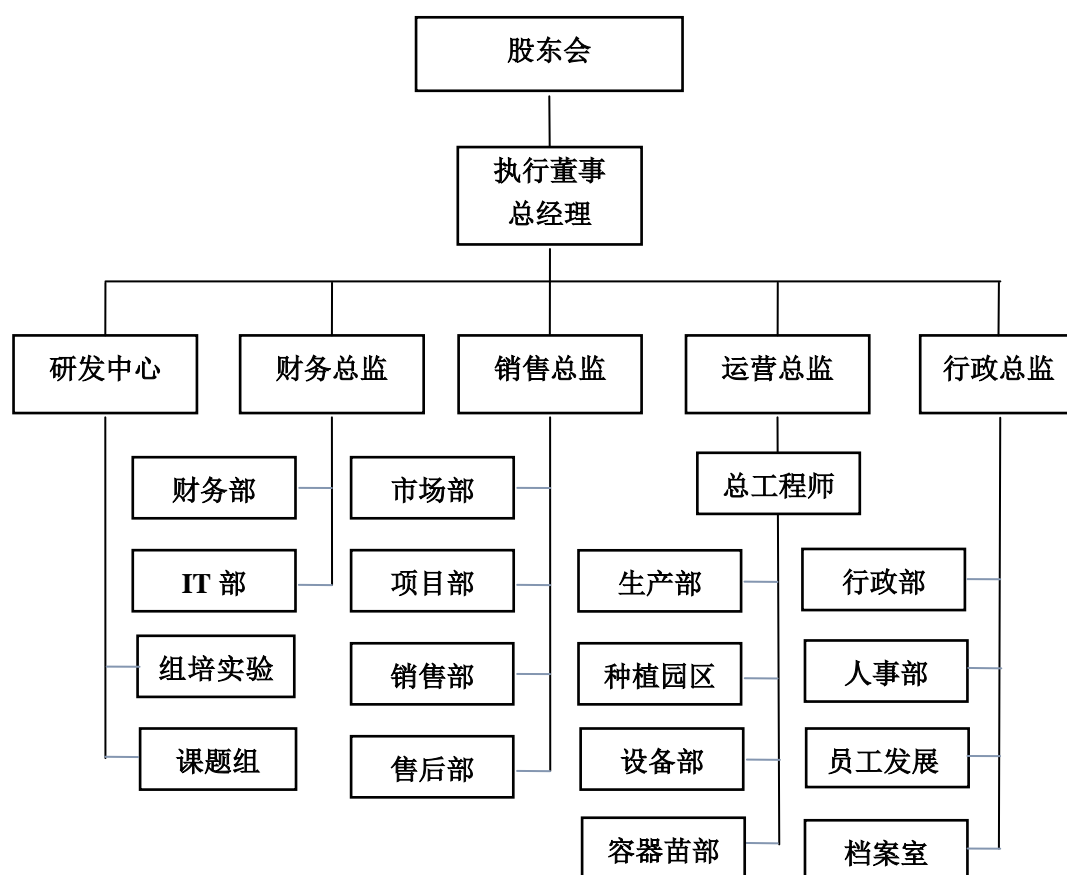 股东会
执行董事
总经理
研发中心
财务总监
销售总监
运营总监
行政总监
财务部
市场部
总工程师
IT 部
项目部
生产部
行政部
组培实验
销售部
种植园区
人事部
课题组
售后部
设备部
员工发展
容器苗部
档案室